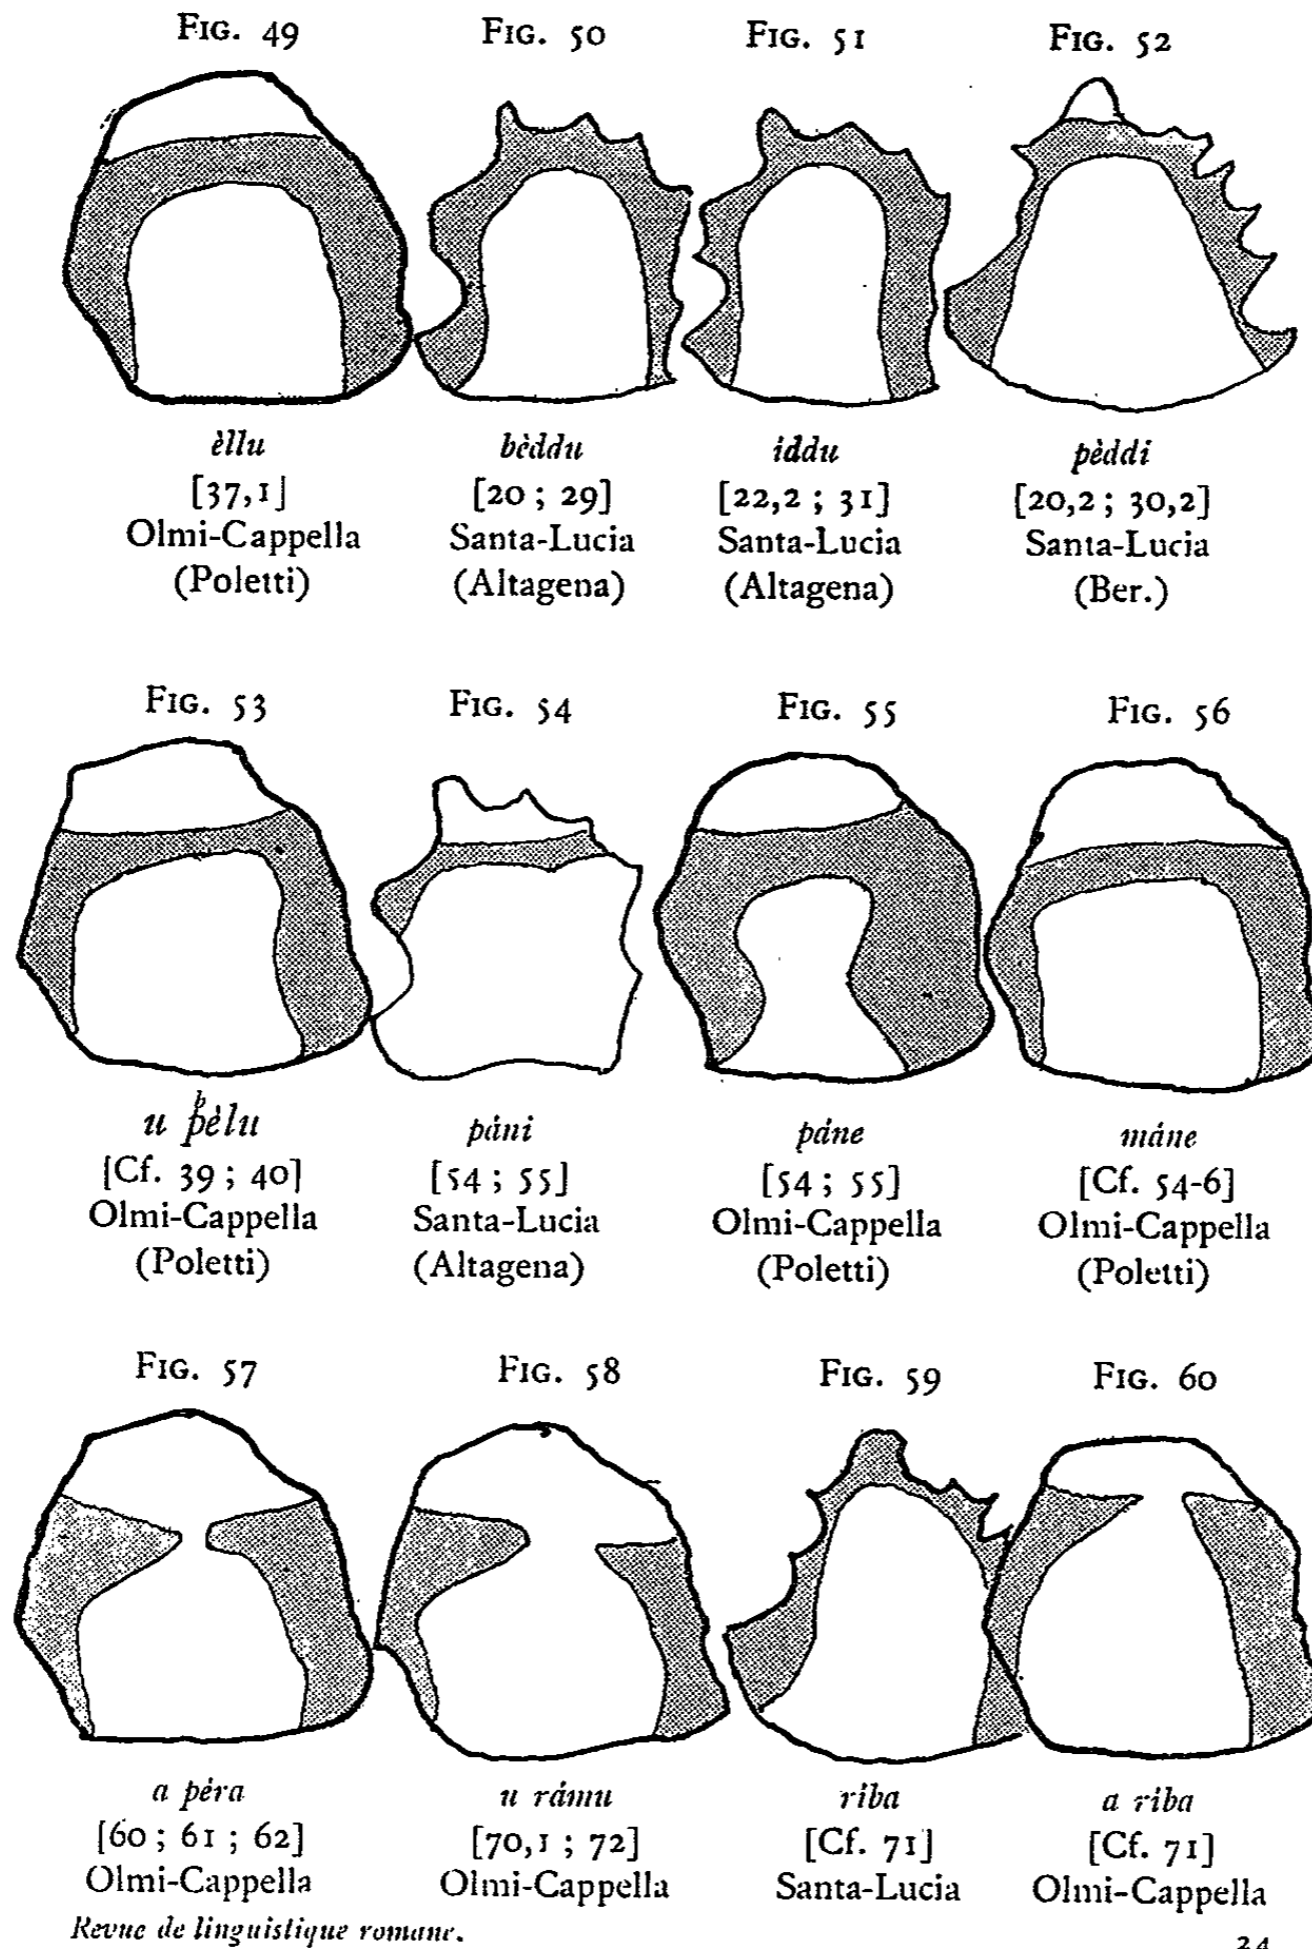 FIG. 49 FIG. 50 FIG. 51 FIG. 52
èllu bèddu iddu pèddi
[37,1] [20 ; 29] [22,2 ; 31] [20,2 ; 30,2]
Olmi-Cappella Santa-Lucia Santa-Lucia Santa-Lucia
(Poletti) (Altagena) (Altagena) (Ber.)
FIG. 53 FIG. 54 FIG. 55 FIG. 56
b
u pèlu páni páne máne
[Cf. 39 ; 40] [54 ; 55] [54 ; 55] [Cf. 54-6]
Olmi-Cappella Santa-Lucia Olmi-Cappella Olmi-Cappella
(Poletti) (Altagena) (Poletti) (Poletti)
FIG. 57 FIG. 58 FIG. 59 FIG. 60
a péra u rámu riba a riba
[60 ; 61 ; 62] [70,1 ; 72] [Cf. 71] [Cf. 71]
Olmi-Cappella Olmi-Cappella Santa-Lucia Olmi-Cappella
Revue de linguistique romane. 24